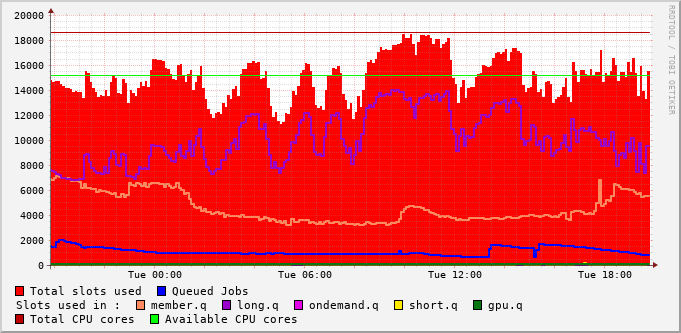 20000
18000
16000
14000
12000
10000
8000
6000
4000
2000
0
Tue 00:00 Tue 06:00 Tue 12:00 Tue 18:00
RRDTOOL / TOBI OETIKER
Total slots used Queued Jobs
Slots used in : member.q long.q ondemand.q short.q gpu.q
Total CPU cores Available CPU cores